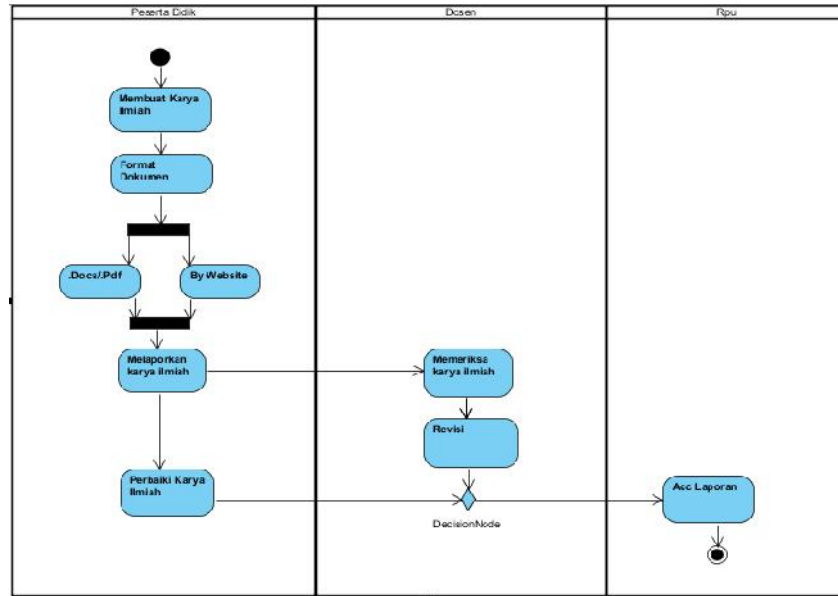 Peserta Didik
Dosen
Rpu
Membuat Karya
Ilmiah
Format
Dokumen
.Docs/.Pdf
By Website
Melaporkan
karya ilmiah
Memeriksa
karya ilmiah
Revisi
Perbaiki Karya
Ilmiah
DecisionNode
Acc Laporan